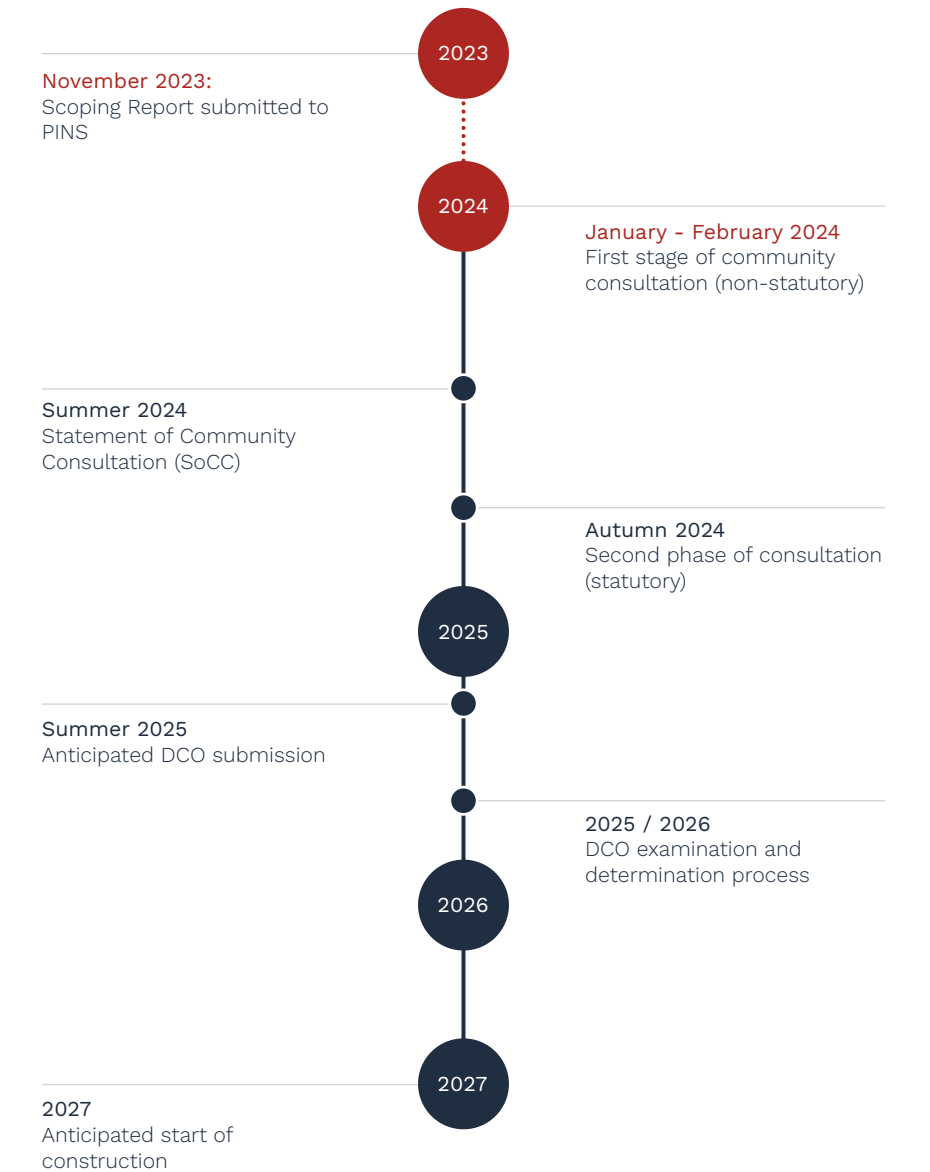 2023
November 2023:
Scoping Report submitted to
PINS
2024
January - February 2024
First stage of community
consultation (non-statutory)
Summer 2024
Statement of Community
Consultation (SoCC)
Autumn 2024
Second phase of consultation
(statutory)
2025
Summer 2025
Anticipated DCO submission
2025 / 2026
DCO examination and
determination process
2026
2027
2027
Anticipated start of
construction